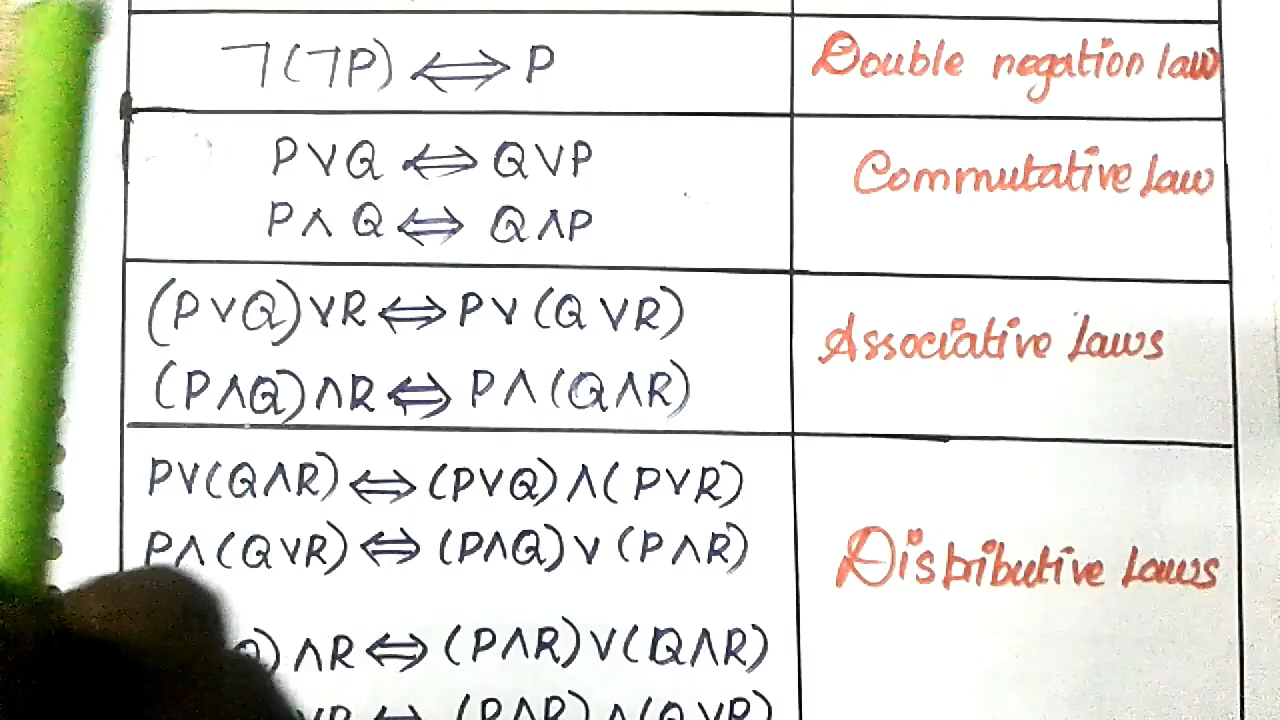 ¬(¬P) ⇔ P
Double negation law
P∨Q ⇔ Q∨P
Commutative Law
P∧Q ⇔ Q∧P
(P∨Q)∨R ⇔ P∨(Q∨R)
Associative Laws
(P∧Q)∧R ⇔ P∧(Q∧R)
P∨(Q∧R) ⇔ (P∨Q)∧(P∨R)
P∧(Q∨R) ⇔ (P∧Q)∨(P∧R)
Distributive Laws
)∧R ⇔ (P∧R)∨(Q∧R)